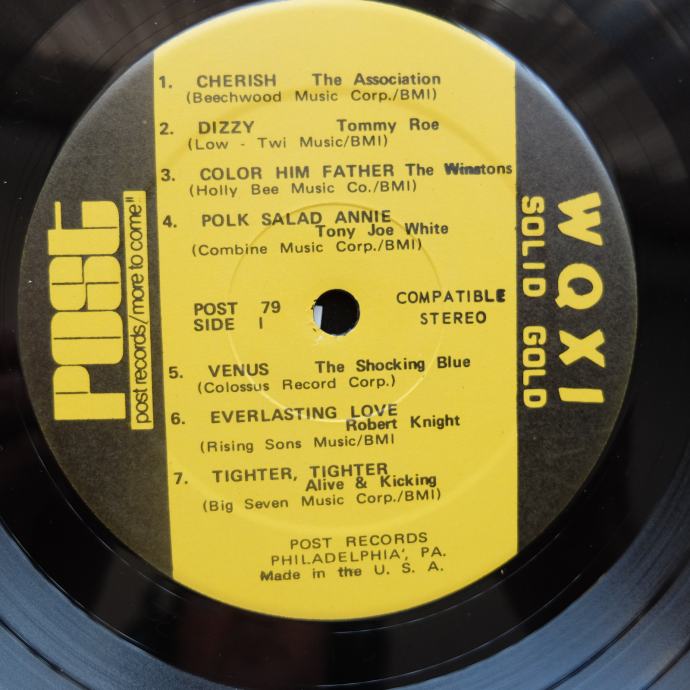 1. CHERISH The Association
(Beechwood Music Corp./BMI)
2. DIZZY Tommy Roe
(Low - Twi Music/BMI)
3. COLOR HIM FATHER The Winstons
(Holly Bee Music Co./BMI)
4. POLK SALAD ANNIE
Tony Joe White
(Combine Music Corp./BMI)
POST 79
SIDE I
COMPATIBLE
STEREO
5. VENUS The Shocking Blue
(Colossus Record Corp.)
6. EVERLASTING LOVE
Robert Knight
(Rising Sons Music/BMI
7. TIGHTER, TIGHTER
Alive & Kicking
(Big Seven Music Corp./BMI)
POST RECORDS
PHILADELPHIA', PA.
Made in the U. S. A.
POST
post records/more to come!!
WQXI
SOLID GOLD